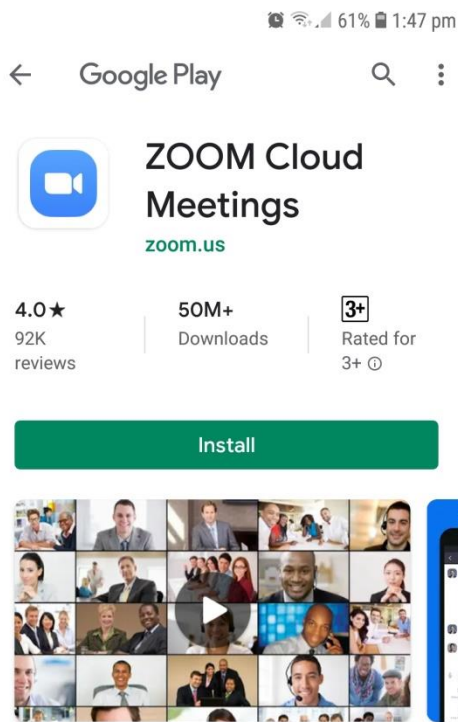 61% 1:47 pm
Google Play
ZOOM Cloud
Meetings
zoom.us
4.0★ 50M+ 3+
92K Downloads Rated for
reviews 3+
Install